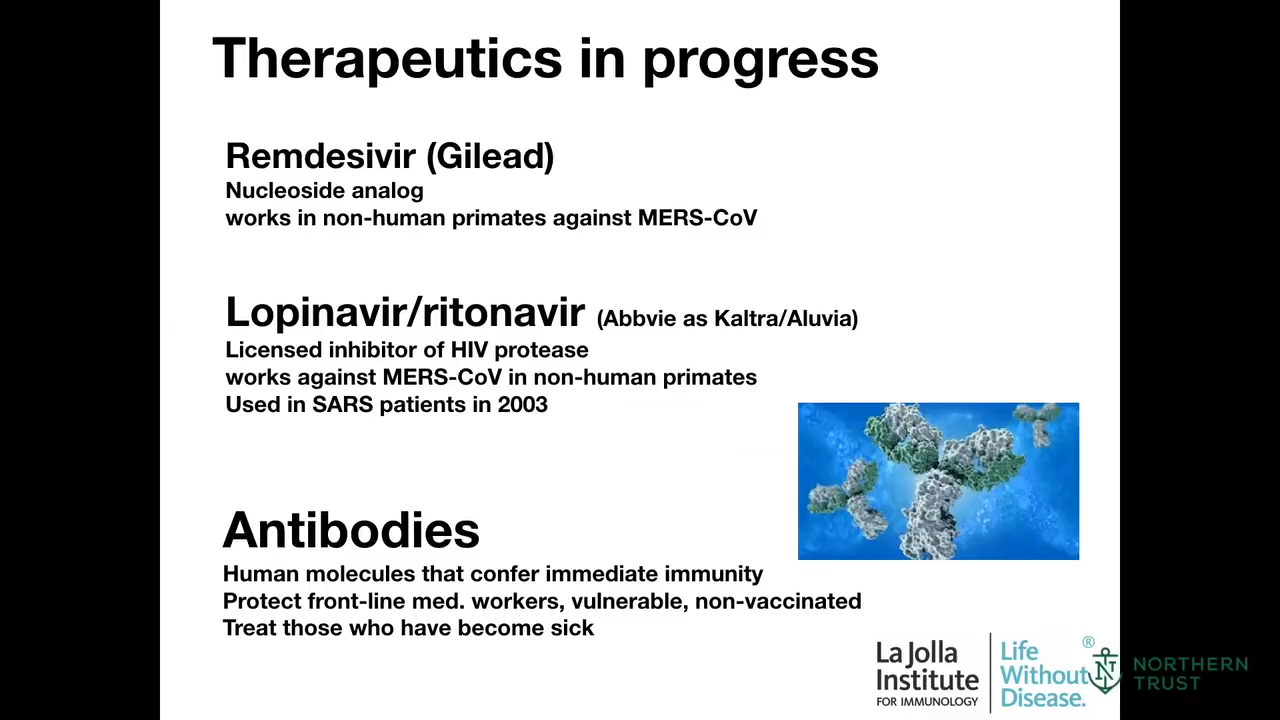 Therapeutics in progress
Remdesivir (Gilead)
Nucleoside analog
works in non-human primates against MERS-CoV
Lopinavir/ritonavir (Abbvie as Kaltra/Aluvia)
Licensed inhibitor of HIV protease
works against MERS-CoV in non-human primates
Used in SARS patients in 2003
Antibodies
Human molecules that confer immediate immunity
Protect front-line med. workers, vulnerable, non-vaccinated
Treat those who have become sick
La Jolla
Institute
FOR IMMUNOLOGY
Life
Without
Disease.
®
NT
NORTHERN
TRUST